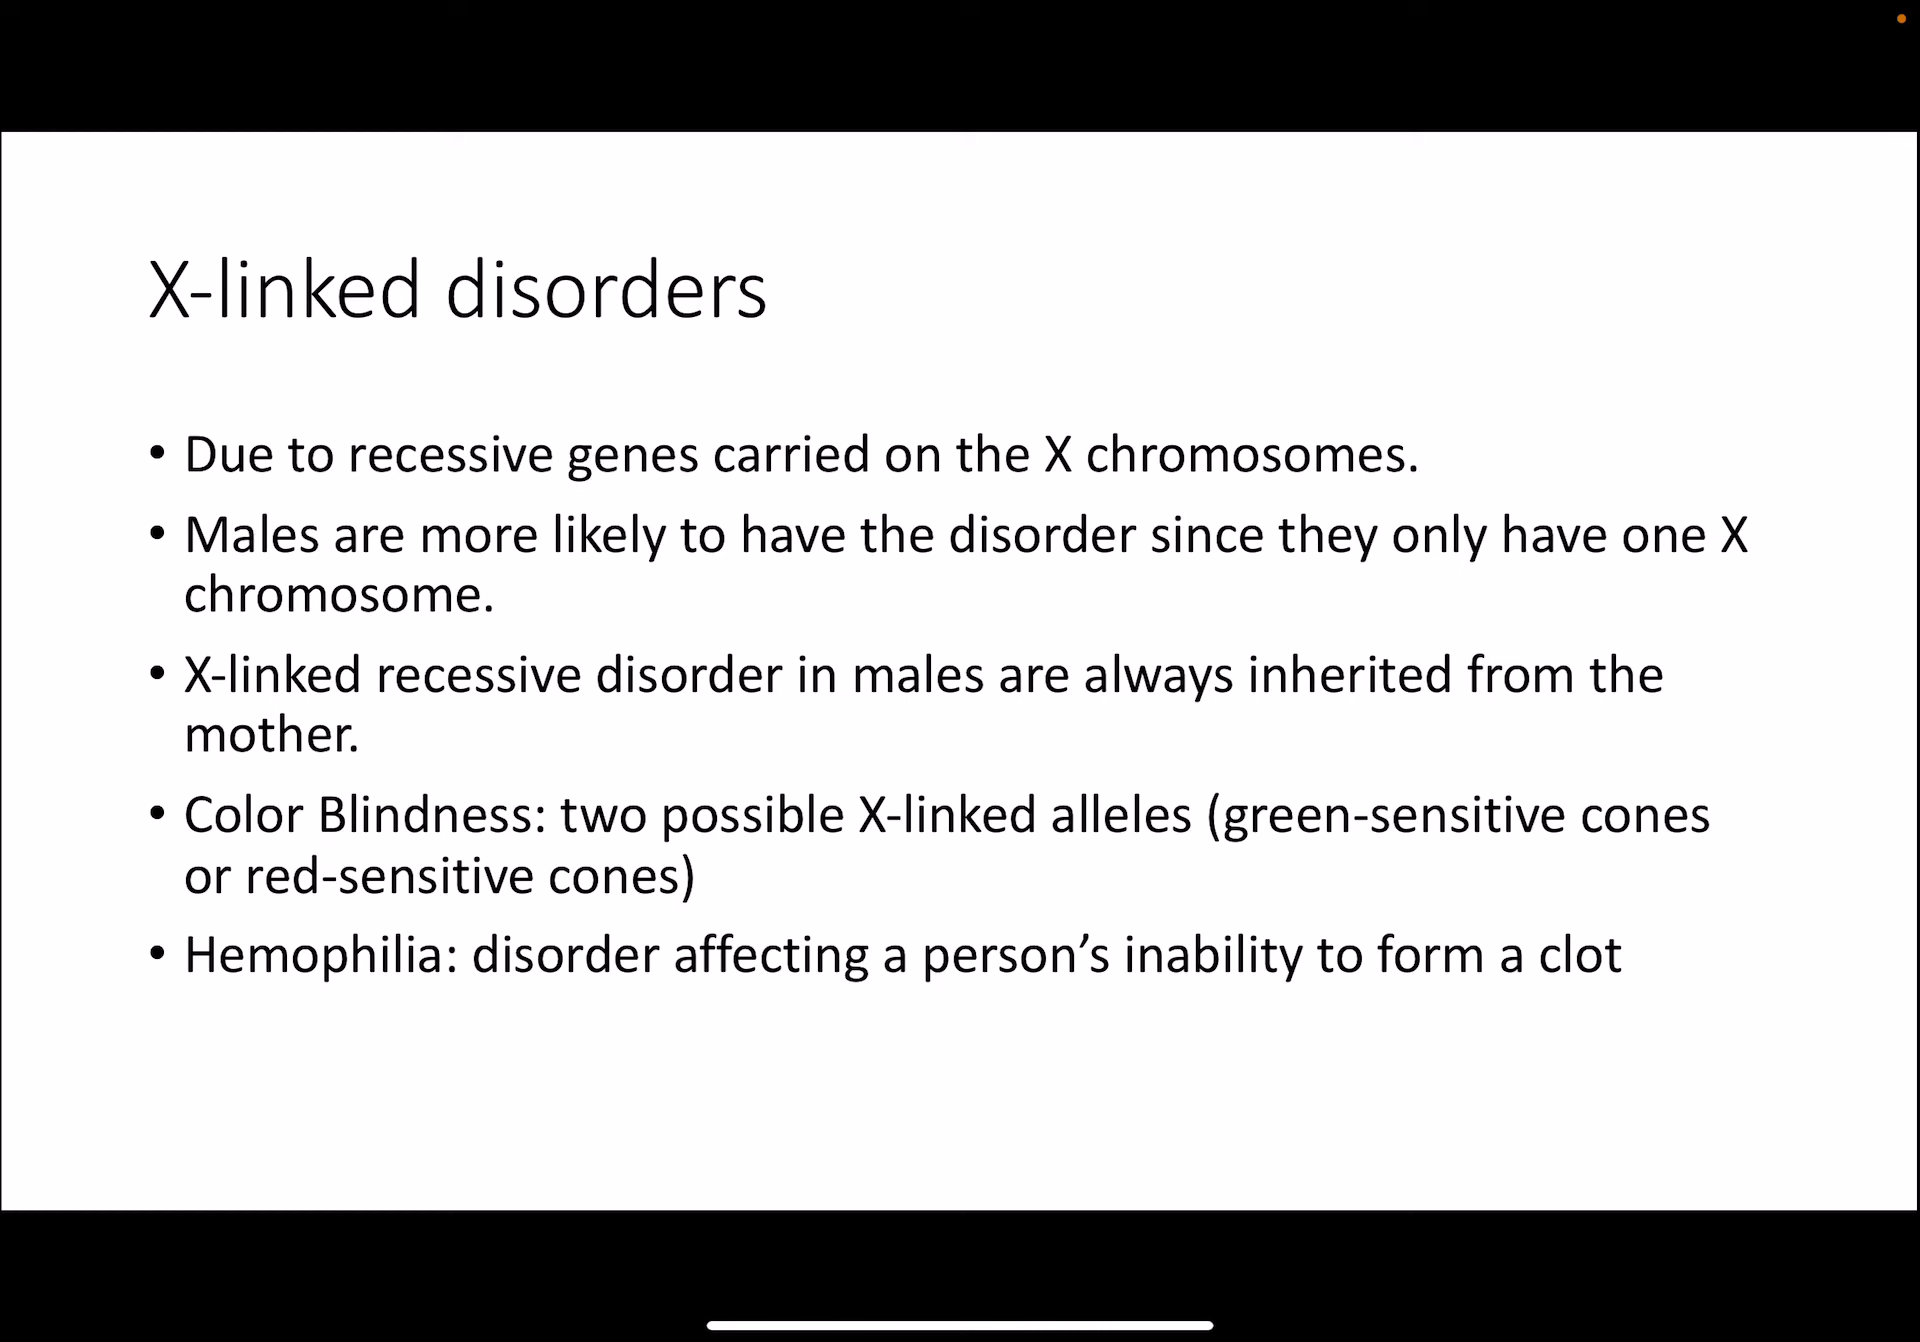 X-linked disorders
• Due to recessive genes carried on the X chromosomes.
• Males are more likely to have the disorder since they only have one X
chromosome.
• X-linked recessive disorder in males are always inherited from the
mother.
• Color Blindness: two possible X-linked alleles (green-sensitive cones
or red-sensitive cones)
• Hemophilia: disorder affecting a person’s inability to form a clot